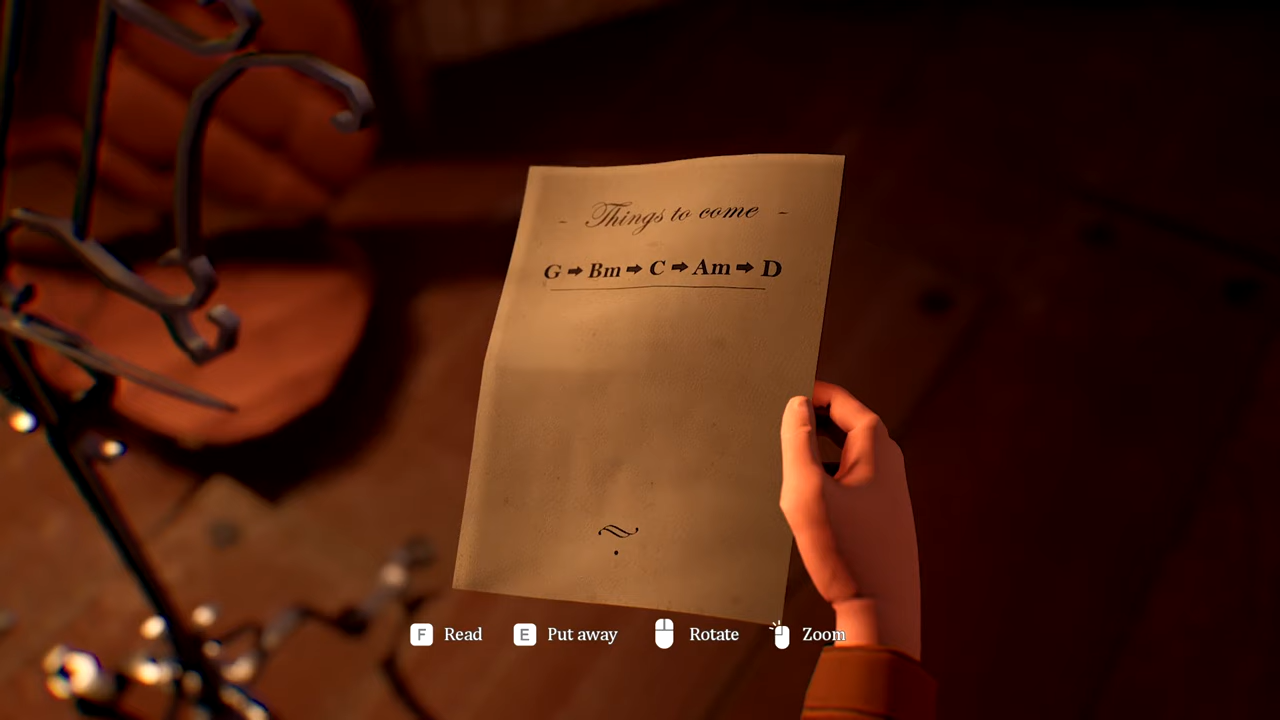 - Things to come -
G ➡ Bm ➡ C ➡ Am ➡ D
F Read E Put away Rotate Zoom